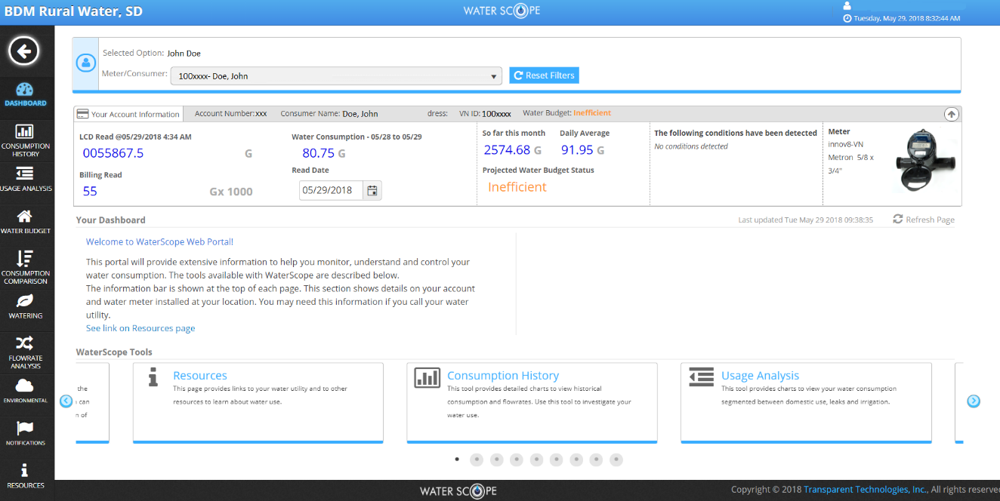 BDM Rural Water, SD
WATER SCOPE
Tuesday, May 29, 2018 8:32:44 AM
DASHBOARD
CONSUMPTION
HISTORY
USAGE ANALYSIS
WATER BUDGET
CONSUMPTION
COMPARISON
WATERING
FLOWRATE
ANALYSIS
ENVIRONMENTAL
NOTIFICATIONS
RESOURCES
Selected Option: John Doe
Meter/Consumer: 100xxxx- Doe, John
Reset Filters
Your Account Information Account Number:xxx Consumer Name: Doe, John dress: VN ID: 100xxxx Water Budget: Inefficient
LCD Read @05/29/2018 4:34 AM
0055867.5 G
Billing Read
55 Gx 1000
Water Consumption - 05/28 to 05/29
80.75 G
Read Date
05/29/2018
So far this month Daily Average
2574.68 G 91.95 G
Projected Water Budget Status
Inefficient
The following conditions have been detected
No conditions detected
Meter
innov8-VN
Metron 5/8 x
3/4"
Your Dashboard
Last updated Tue May 29 2018 09:38:35 Refresh Page
Welcome to WaterScope Web Portal!
This portal will provide extensive information to help you monitor, understand and control your
water consumption. The tools available with WaterScope are described below.
The information bar is shown at the top of each page. This section shows details on your account
and water meter installed at your location. You may need this information if you call your water
utility.
See link on Resources page
WaterScope Tools
the
can
n of
Resources
This page provides links to your water utility and to other
resources to learn about water use.
Consumption History
This tool provides detailed charts to view historical
consumption and flowrates. Use this tool to investigate your
water use.
Usage Analysis
This tool provides charts to view your water consumption
segmented between domestic use, leaks and irrigation.
WATER SCOPE
Copyright © 2018 Transparent Technologies, Inc., All rights reserve